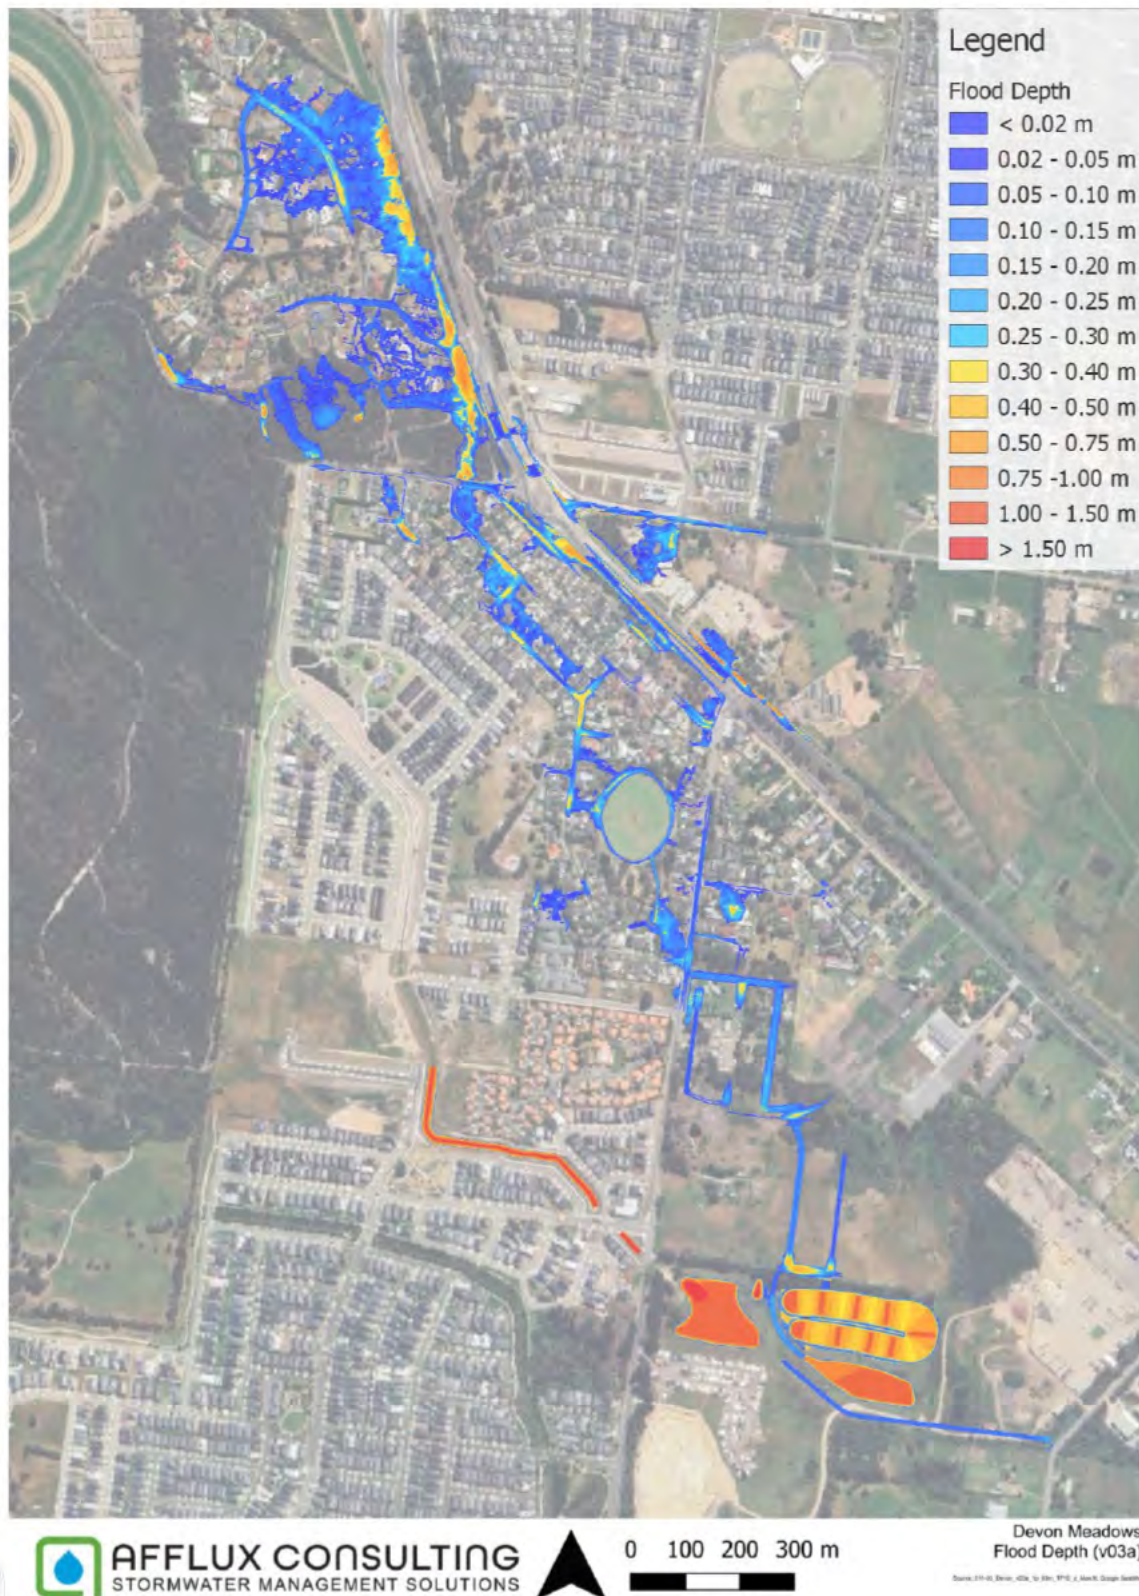 Legend
Flood Depth
< 0.02 m
0.02 - 0.05 m
0.05 - 0.10 m
0.10 - 0.15 m
0.15 - 0.20 m
0.20 - 0.25 m
0.25 - 0.30 m
0.30 - 0.40 m
0.40 - 0.50 m
0.50 - 0.75 m
0.75 -1.00 m
1.00 - 1.50 m
> 1.50 m
AFFLUX CONSULTING
STORMWATER MANAGEMENT SOLUTIONS
0 100 200 300 m
Devon Meadows
Flood Depth (v03a)